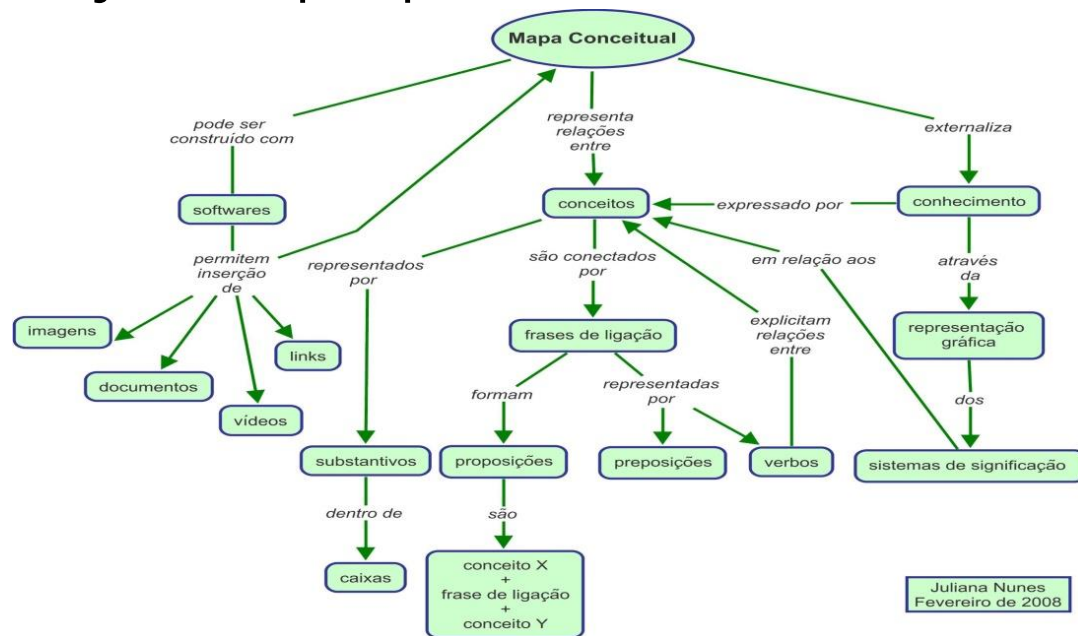 Mapa Conceitual
pode ser
construído com
representa
relações
entre
externaliza
softwares
conceitos
expressado por
conhecimento
permitem
inserção
de
representados
por
são conectados
por
em relação aos
através
da
imagens
documentos
vídeos
links
frases de ligação
explicitam
relações
entre
representação
gráfica
formam
representadas
por
dos
substantivos
proposições
preposições
verbos
sistemas de significação
dentro de
são
caixas
conceito X
+
frase de ligação
+
conceito Y
Juliana Nunes
Fevereiro de 2008